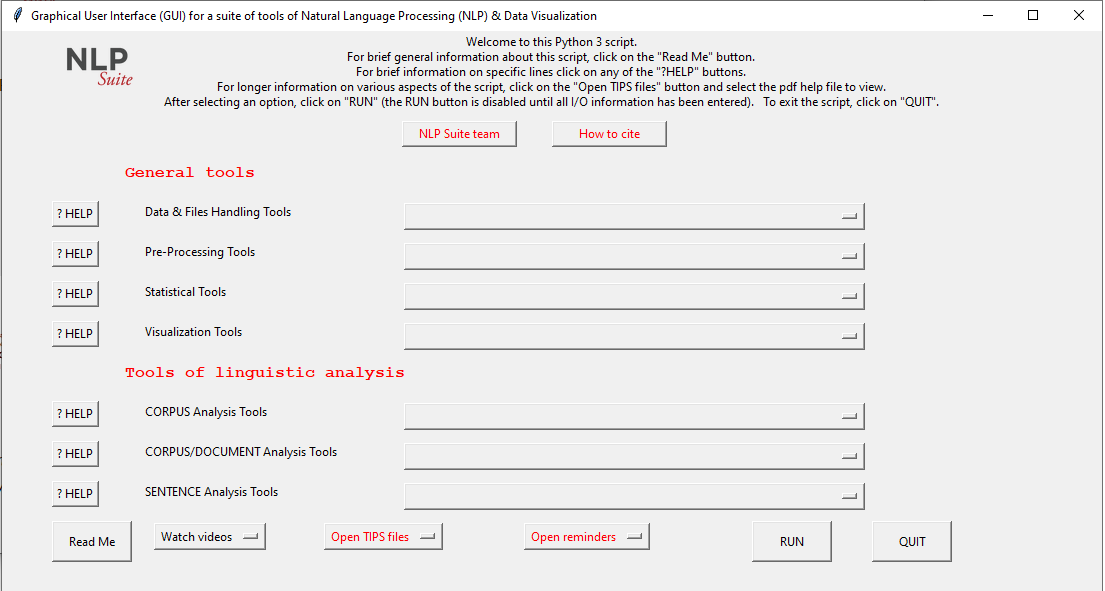 Graphical User Interface (GUI) for a suite of tools of Natural Language Processing (NLP) & Data Visualization
NLP
Suite
Welcome to this Python 3 script.
For brief general information about this script, click on the "Read Me" button.
For brief information on specific lines click on any of the "?HELP" buttons.
For longer information on various aspects of the script, click on the "Open TIPS files" button and select the pdf help file to view.
After selecting an option, click on "RUN" (the RUN button is disabled until all I/O information has been entered).   To exit the script, click on "QUIT".
NLP Suite team How to cite
General tools
? HELP Data & Files Handling Tools
? HELP Pre-Processing Tools
? HELP Statistical Tools
? HELP Visualization Tools
Tools of linguistic analysis
? HELP CORPUS Analysis Tools
? HELP CORPUS/DOCUMENT Analysis Tools
? HELP SENTENCE Analysis Tools
Read Me Watch videos Open TIPS files Open reminders RUN QUIT